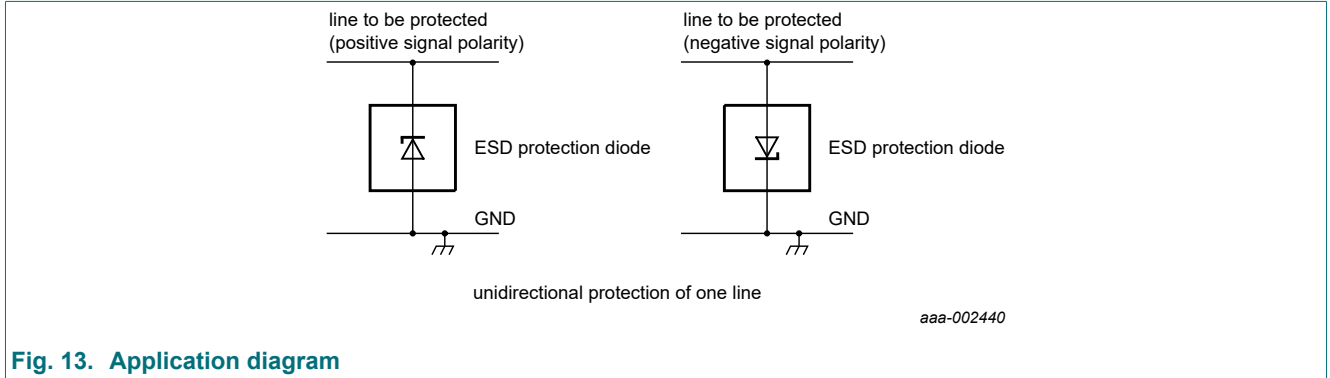 line to be protected
(positive signal polarity)
line to be protected
(negative signal polarity)
ESD protection diode
ESD protection diode
GND
GND
unidirectional protection of one line
aaa-002440
Fig. 13. Application diagram